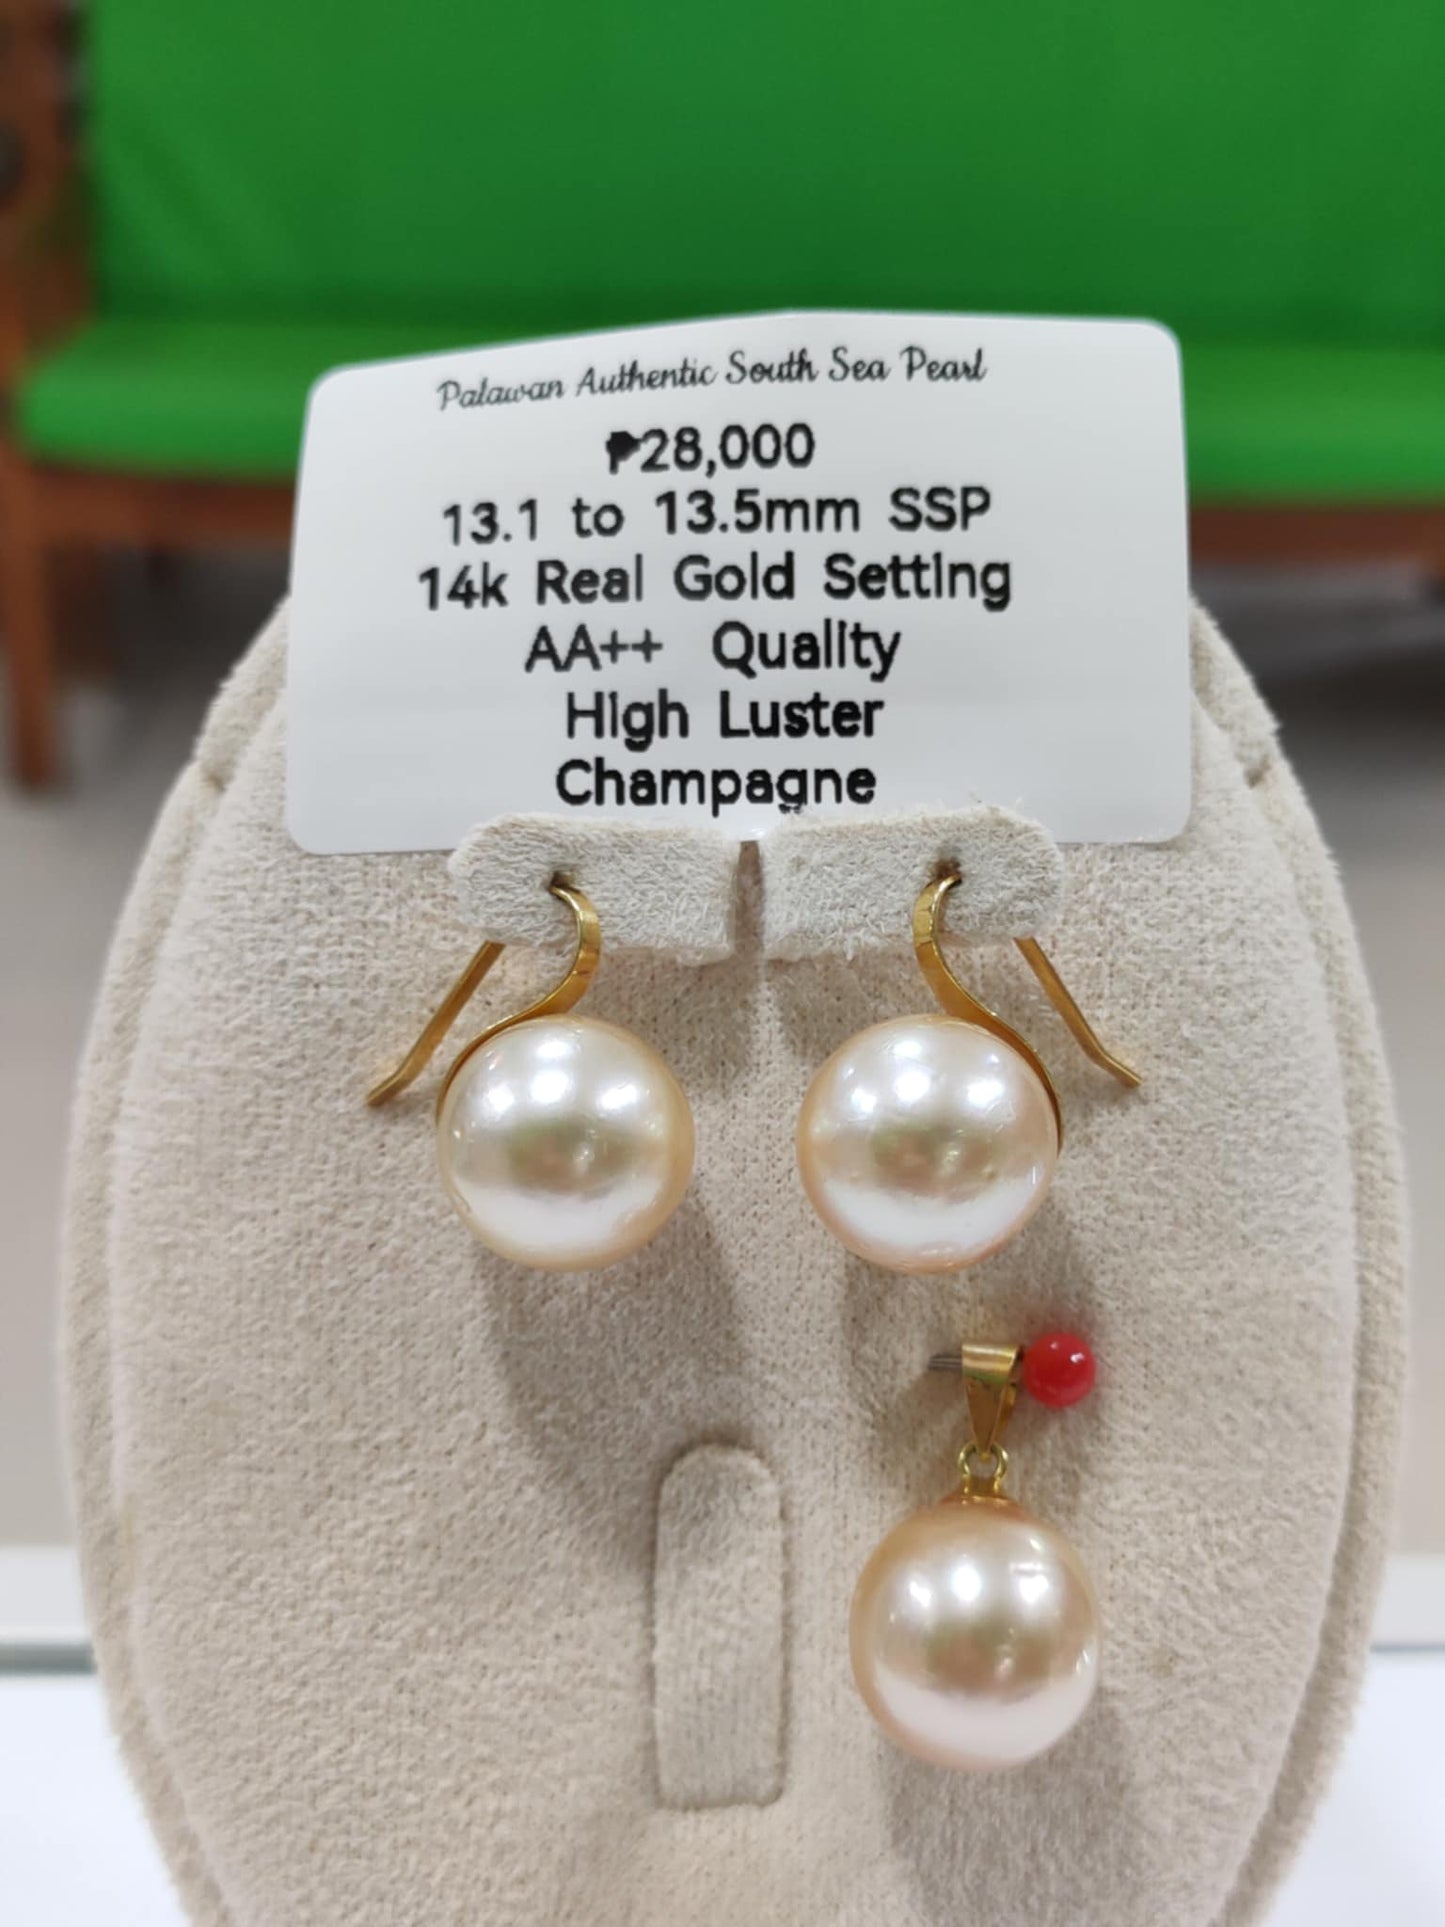 Palawan Authentic South Sea Pearl
₱28,000
13.1 to 13.5mm SSP
14k Real Gold Setting
AA++ Quality
High Luster
Champagne